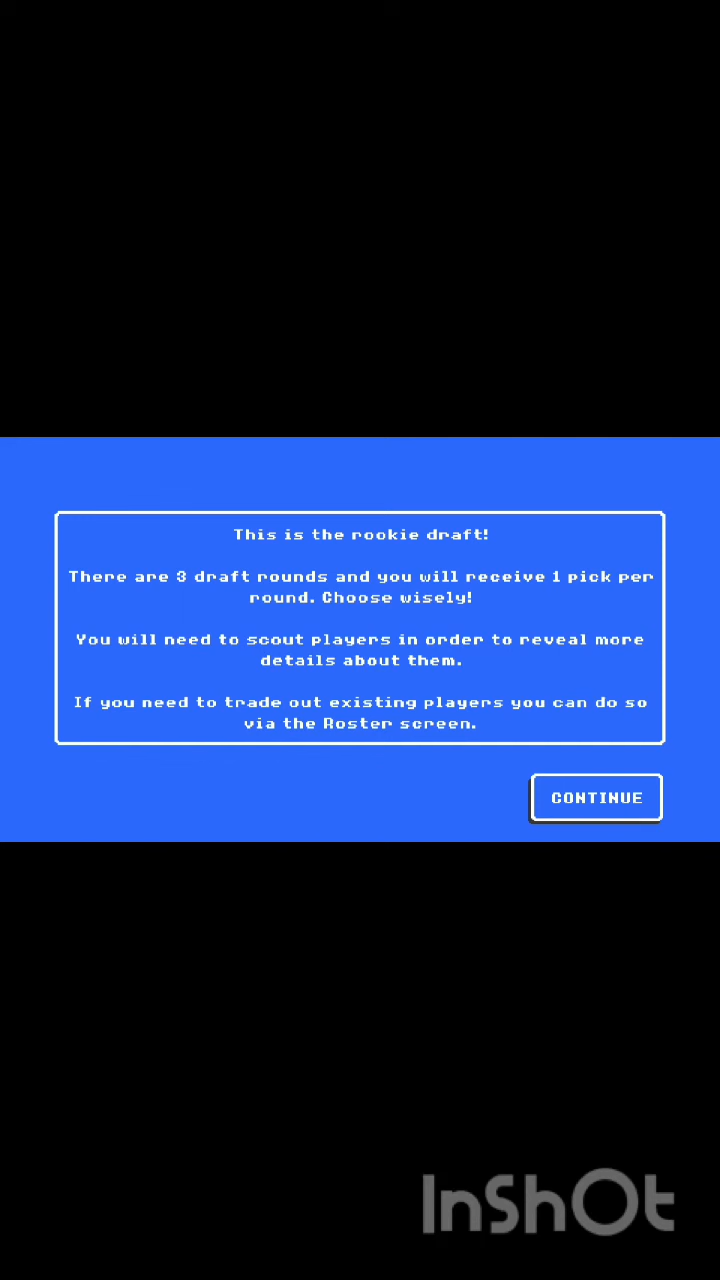 This is the rookie draft!
There are 3 draft rounds and you will receive 1 pick per
round. Choose wisely!
You will need to scout players in order to reveal more
details about them.
If you need to trade out existing players you can do so
via the Roster screen.
CONTINUE
InShOt